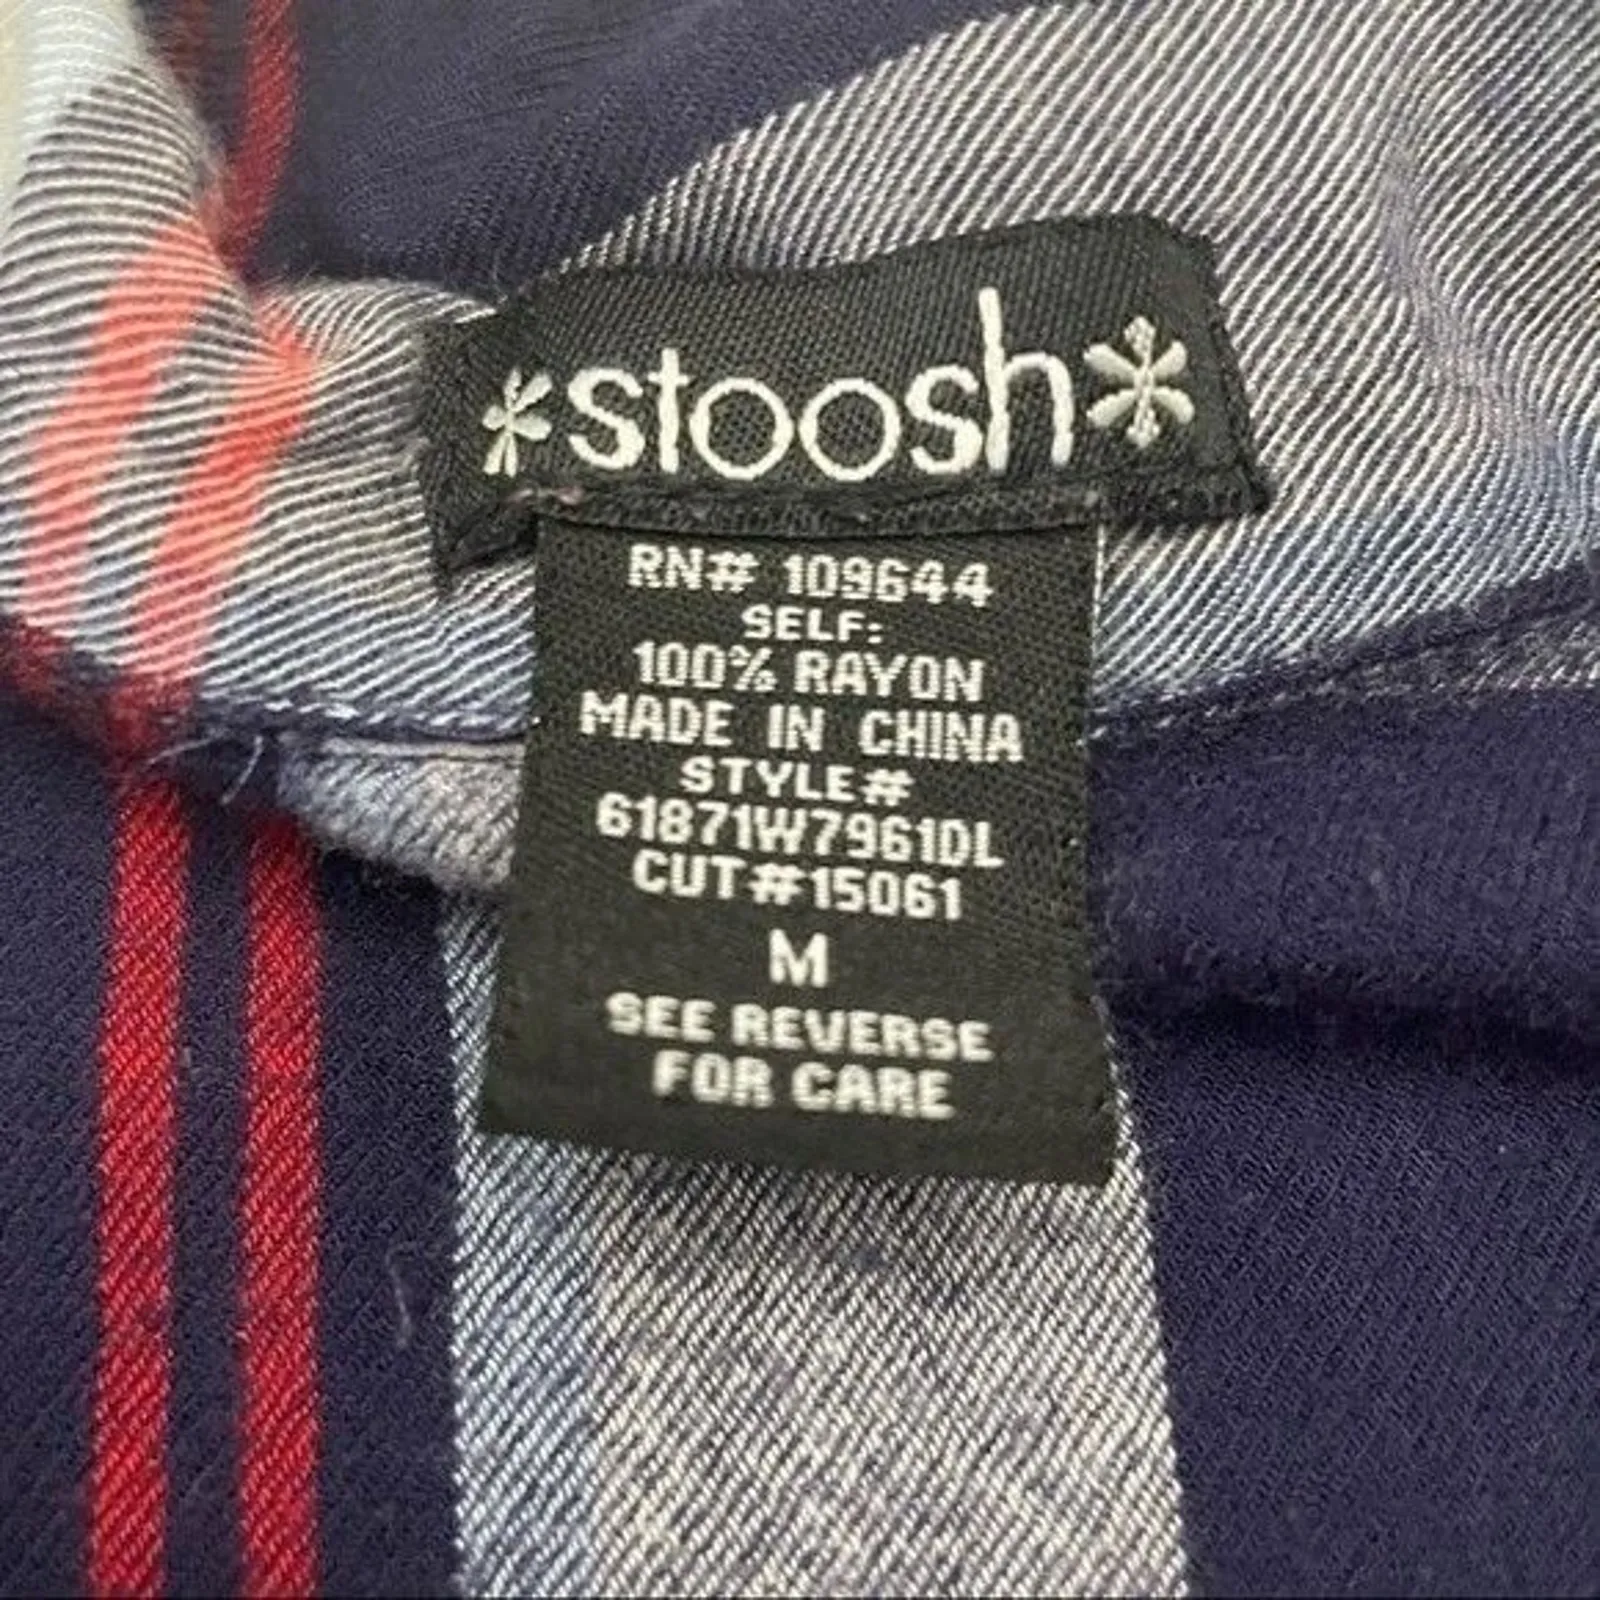 *stoosh*
RN# 109644
SELF:
100% RAYON
MADE IN CHINA
STYLE#
61871W7961DL
CUT#15061
M
SEE REVERSE
FOR CARE